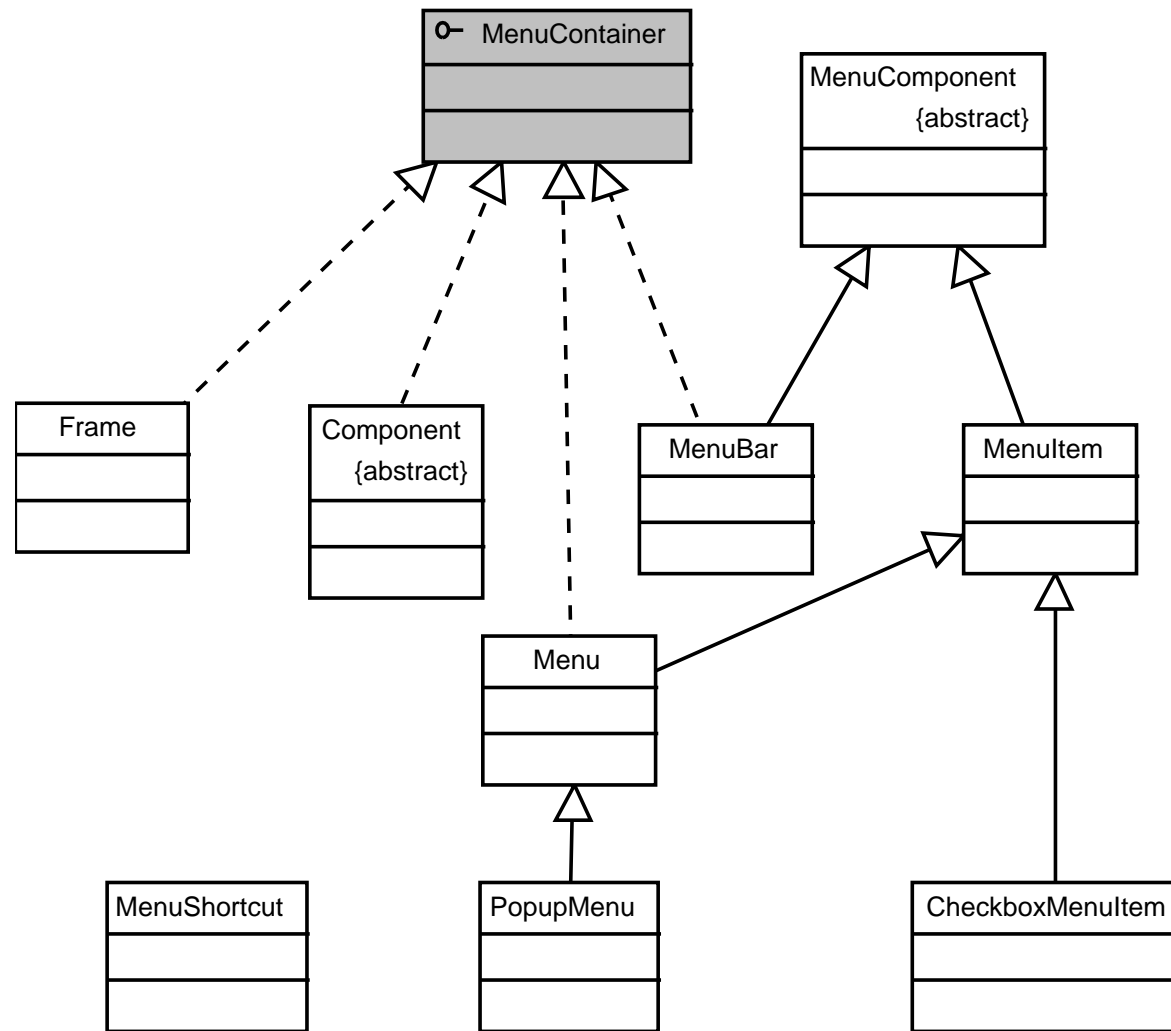 MenuContainer
MenuComponent
{abstract}
Frame
Component
{abstract}
MenuBar
MenuItem
Menu
MenuShortcut
PopupMenu
CheckboxMenuItem